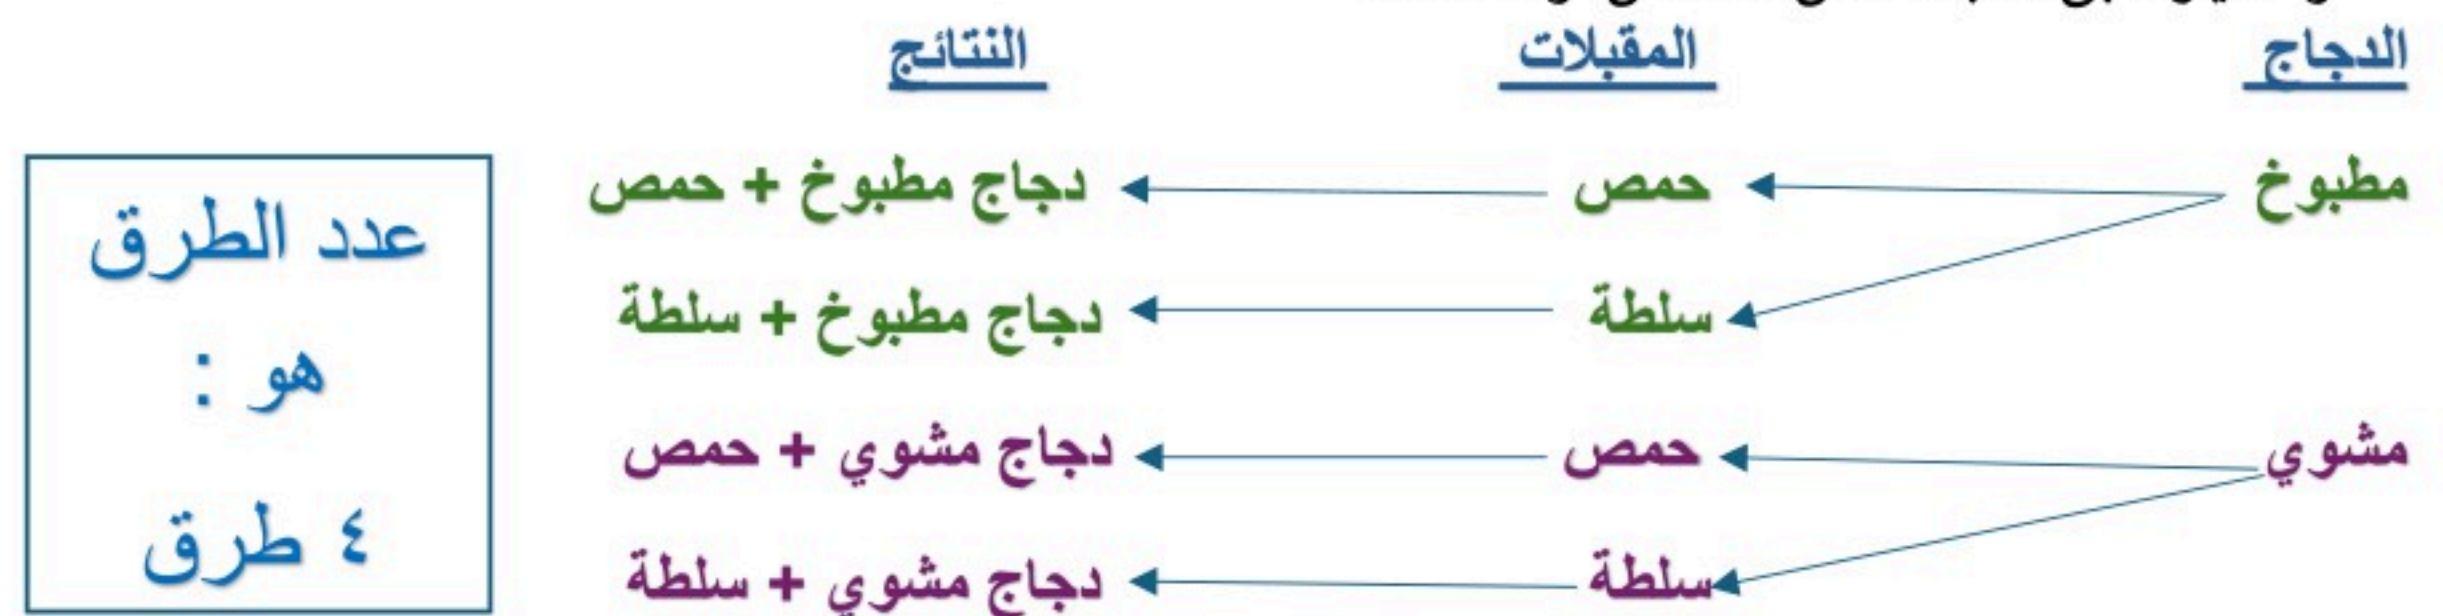 الدجاج المقبلات النتائج
مطبوخ حمص دجاج مطبوخ + حمص
سلطة دجاج مطبوخ + سلطة
مشوي حمص دجاج مشوي + حمص
سلطة دجاج مشوي + سلطة
عدد الطرق
هو :
٤ طرق